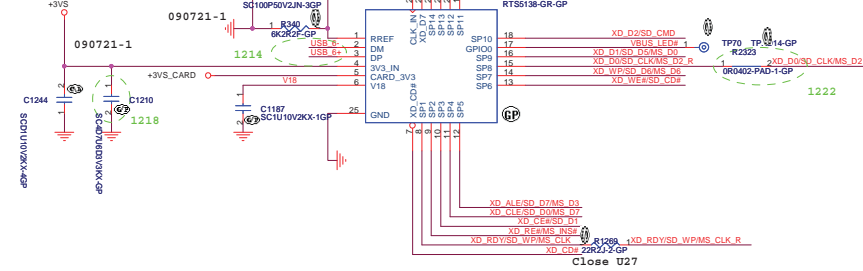 +3VS
SC100P50V2JN-3GP
RTS5138-GR-GP
090721-1
R340
6K2R2F-GP
CLK_IN
XD_D7
SP14
SP13
SP12
SP11
090721-1
1214
USB_6-
USB_6+
1 RREF
2 DM
3 DP
4 3V3_IN
5 CARD_3V3
6 V18
25 GND
SP10 18 XD_D2/SD_CMD
GPIO0 17 VBUS_LED# 1
SP9 16 XD_D1/SD_D5/MS_D0
SP8 15 XD_D0/SD_CLK/MS_D2_R
SP7 14 XD_WP/SD_D6/MS_D6
SP6 13 XD_WE#/SD_CD#
TP70
R2323
1 2 XD_D0/SD_CLK/MS_D2
0R0402-PAD-1-GP
1222
+3VS_CARD
V18
C1244
C1210
1218
C1187
SC1U10V2KX-1GP
GP
XD_CD#
SP1
SP2
SP3
SP4
SP5
7
8
9
10
11
12
XD_ALE/SD_D7/MS_D3
XD_CLE/SD_D0/MS_D7
XD_CE#/SD_D1
XD_RE#/MS_INS#
XD_RDY/SD_WP/MS_CLK
R1269 1 XD_RDY/SD_WP/MS_CLK_R
XD_CD#
22R2J-2-GP
Close U27